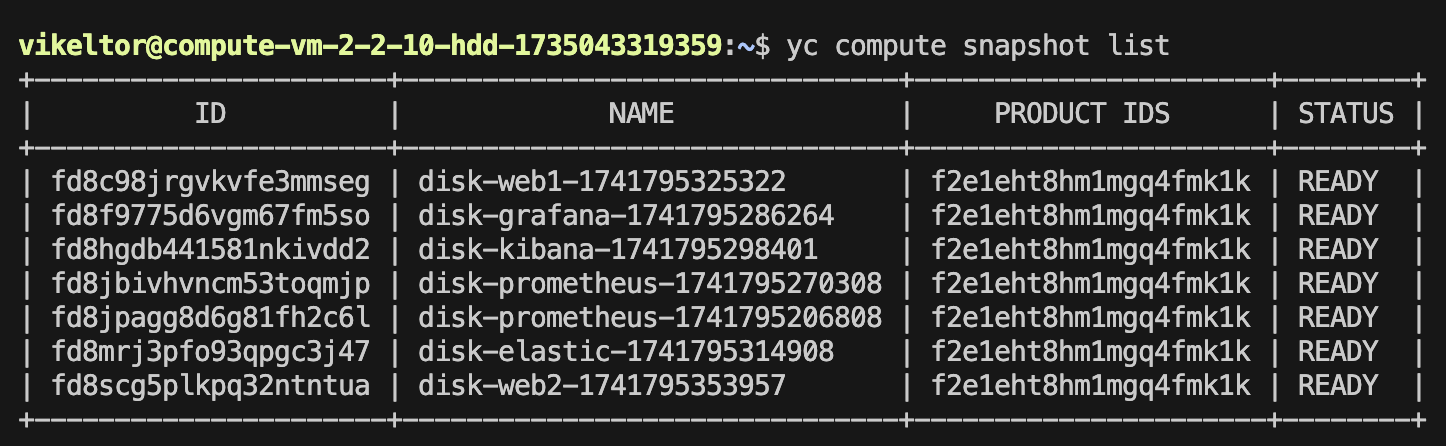 vikeltor@compute-vm-2-2-10-hdd-1735043319359:~$ yc compute snapshot list
+----------------------+--------------------------------+----------------------+--------+
|          ID          |              NAME              |     PRODUCT IDS      | STATUS |
+----------------------+--------------------------------+----------------------+--------+
| fd8c98jrgvkvfe3mmseg | disk-web1-1741795325322        | f2e1eht8hm1mgq4fmk1k | READY  |
| fd8f9775d6vgm67fm5so | disk-grafana-1741795286264     | f2e1eht8hm1mgq4fmk1k | READY  |
| fd8hgdb441581nkivdd2 | disk-kibana-1741795298401      | f2e1eht8hm1mgq4fmk1k | READY  |
| fd8jbivhvncm53toqmjp | disk-prometheus-1741795270308  | f2e1eht8hm1mgq4fmk1k | READY  |
| fd8jpagg8d6g81fh2c6l | disk-prometheus-1741795206808  | f2e1eht8hm1mgq4fmk1k | READY  |
| fd8mrj3pfo93qpgc3j47 | disk-elastic-1741795314908     | f2e1eht8hm1mgq4fmk1k | READY  |
| fd8scg5plkpq32ntntua | disk-web2-1741795353957        | f2e1eht8hm1mgq4fmk1k | READY  |
+----------------------+--------------------------------+----------------------+--------+